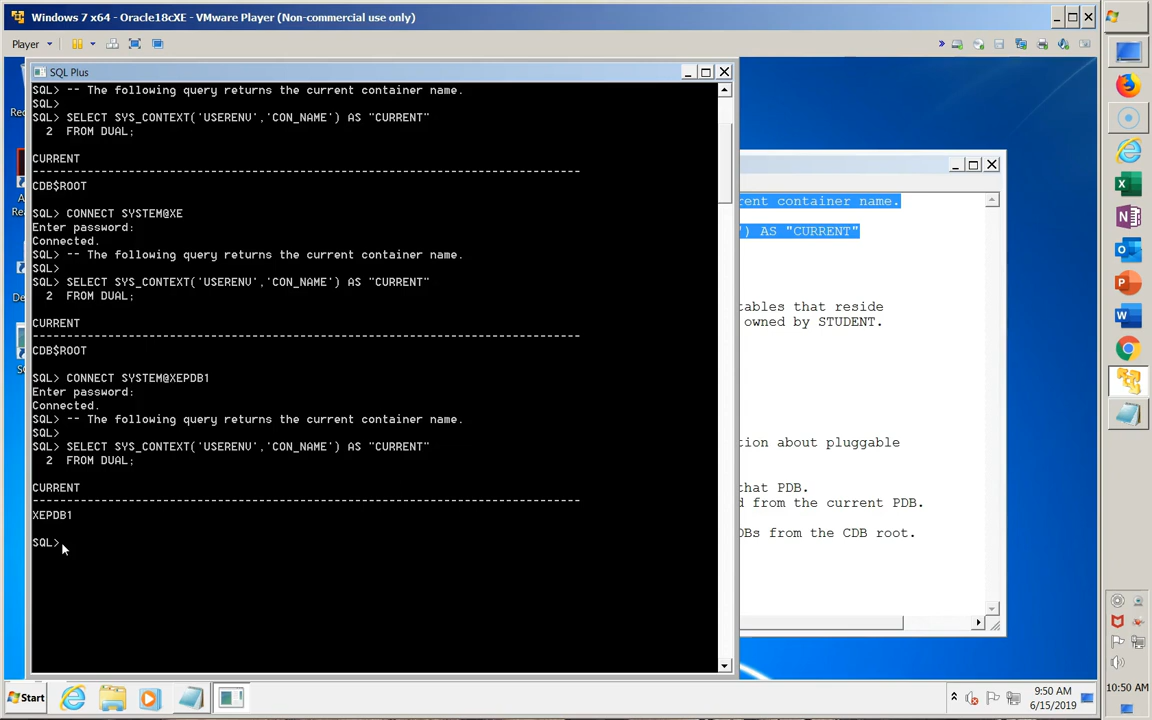 Windows 7 x64 - Oracle18cXE - VMware Player (Non-commercial use only)
Player
SQL Plus
SQL> -- The following query returns the current container name.
SQL>
SQL> SELECT SYS_CONTEXT('USERENV','CON_NAME') AS "CURRENT"
2 FROM DUAL;
CURRENT
--------------------------------------------------------------------------------
CDB$ROOT
SQL> CONNECT SYSTEM@XE
Enter password:
Connected.
SQL> -- The following query returns the current container name.
SQL>
SQL> SELECT SYS_CONTEXT('USERENV','CON_NAME') AS "CURRENT"
2 FROM DUAL;
CURRENT
--------------------------------------------------------------------------------
CDB$ROOT
SQL> CONNECT SYSTEM@XEPDB1
Enter password:
Connected.
SQL> -- The following query returns the current container name.
SQL>
SQL> SELECT SYS_CONTEXT('USERENV','CON_NAME') AS "CURRENT"
2 FROM DUAL;
CURRENT
--------------------------------------------------------------------------------
XEPDB1
SQL>
rent container name.
') AS "CURRENT"
tables that reside
owned by STUDENT.
tion about pluggable
that PDB.
d from the current PDB.
DBs from the CDB root.
Start
9:50 AM
6/15/2019
10:50 AM